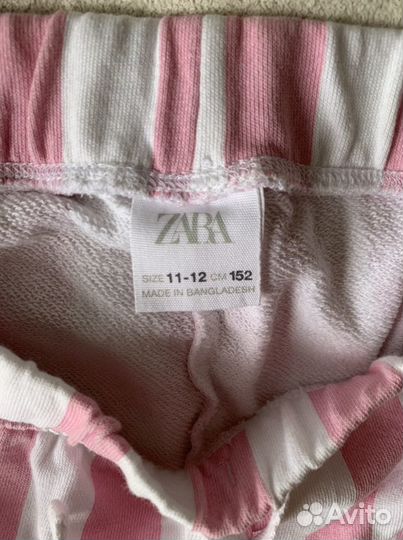 ZARA
SIZE 11-12 CM 152
MADE IN BANGLADESH
Avito